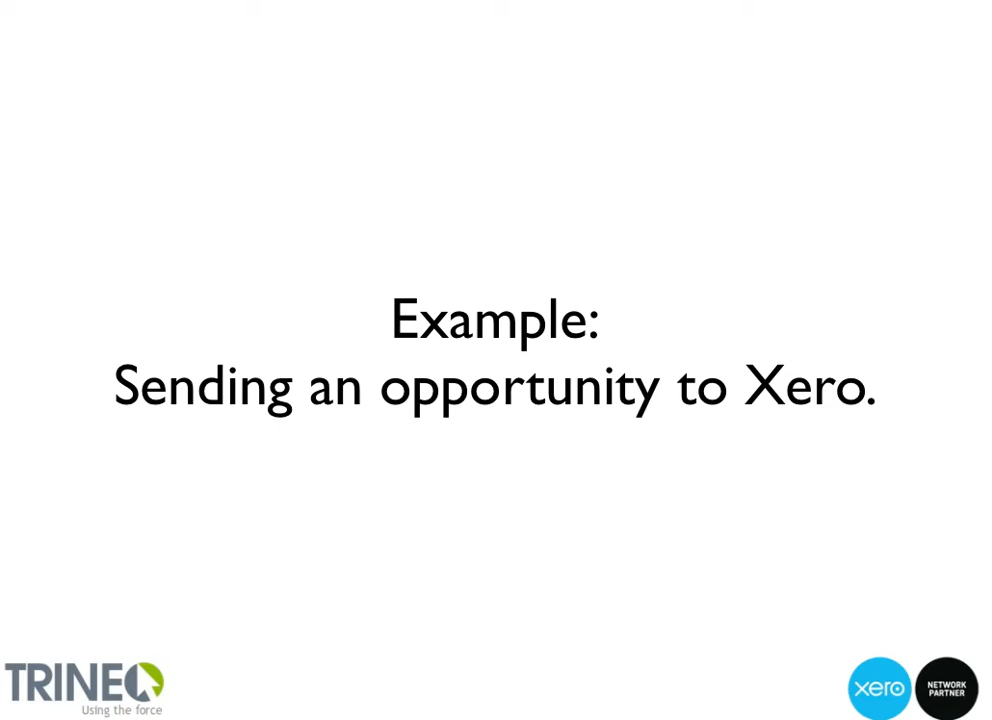 Example:
Sending an opportunity to Xero.
TRINEO
Using the force
xero
NETWORK
PARTNER